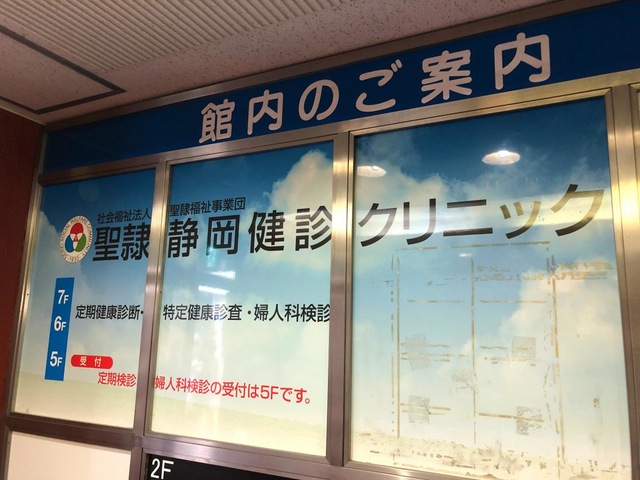 館内のご案内
社会福祉法人 聖隷福祉事業団
聖隷静岡健診クリニック
7F
6F
5F
定期健康診断・特定健康診査・婦人科検診
受付
定期検診 婦人科検診の受付は5Fです。
2F